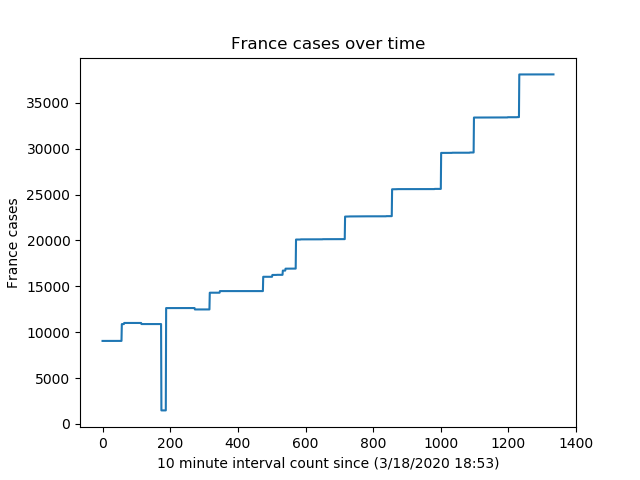 France cases over time
35000
30000
25000
20000
15000
10000
5000
0
France cases
0 200 400 600 800 1000 1200 1400
10 minute interval count since (3/18/2020 18:53)